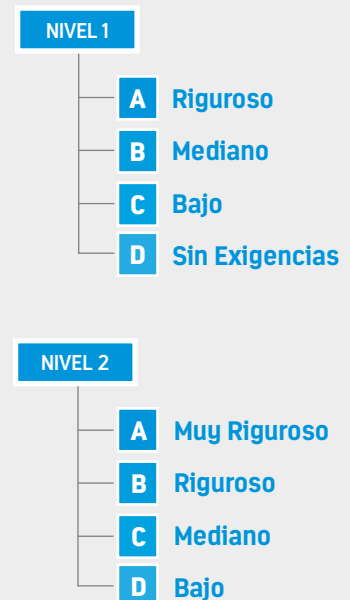 NIVEL 1
A Riguroso
B Mediano
C Bajo
D Sin Exigencias
NIVEL 2
A Muy Riguroso
B Riguroso
C Mediano
D Bajo